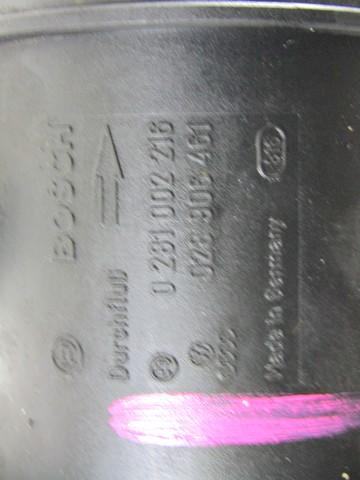 BOSCH
Durchfluß
0 281 002 216
028 906 461
Made in Germany